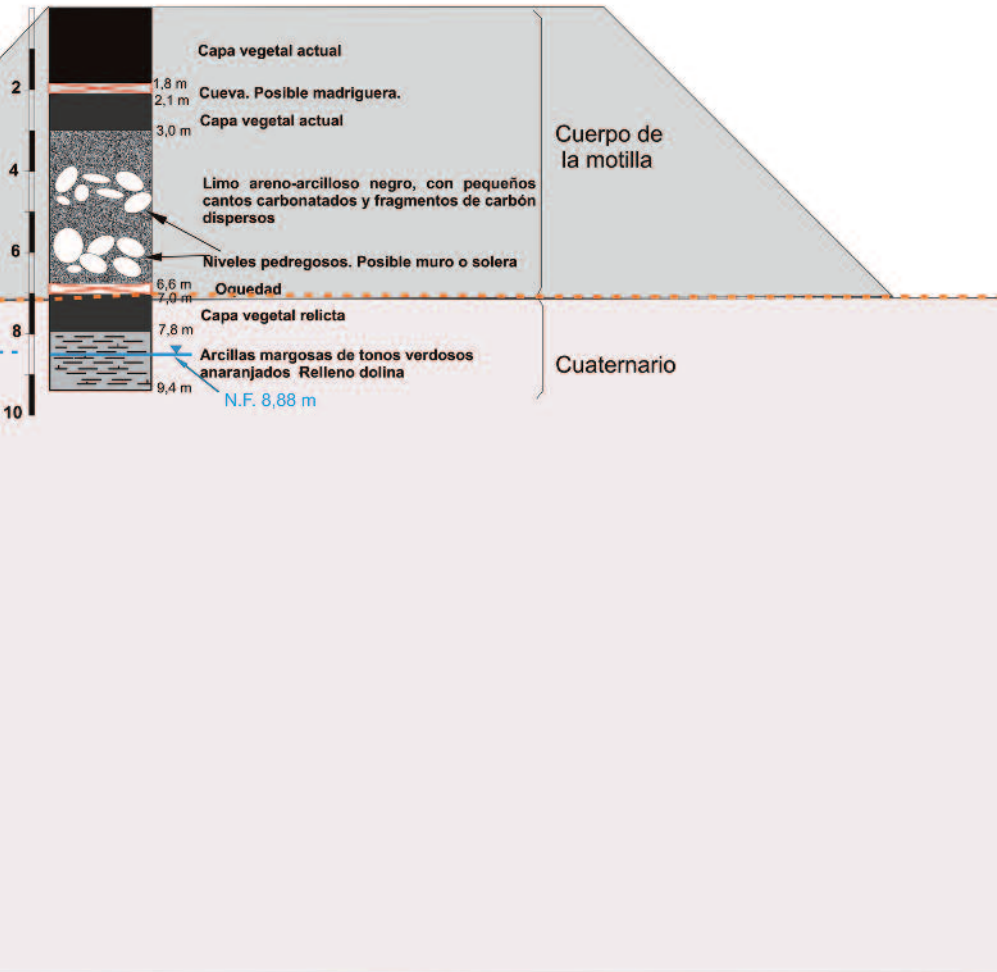 Capa vegetal actual
1,8 m
2
Cueva. Posible madriguera.
2,1 m
Capa vegetal actual
3,0 m
Cuerpo de
la motilla
4
Limo areno-arcilloso negro, con pequeños
cantos carbonatados y fragmentos de carbón
dispersos
6
Niveles pedregosos. Posible muro o solera
6,6 m
Oquedad
7,0 m
Capa vegetal relicta
8
7,8 m
Arcillas margosas de tonos verdosos
anaranjados Relleno dolina
Cuaternario
9,4 m
N.F. 8,88 m
10